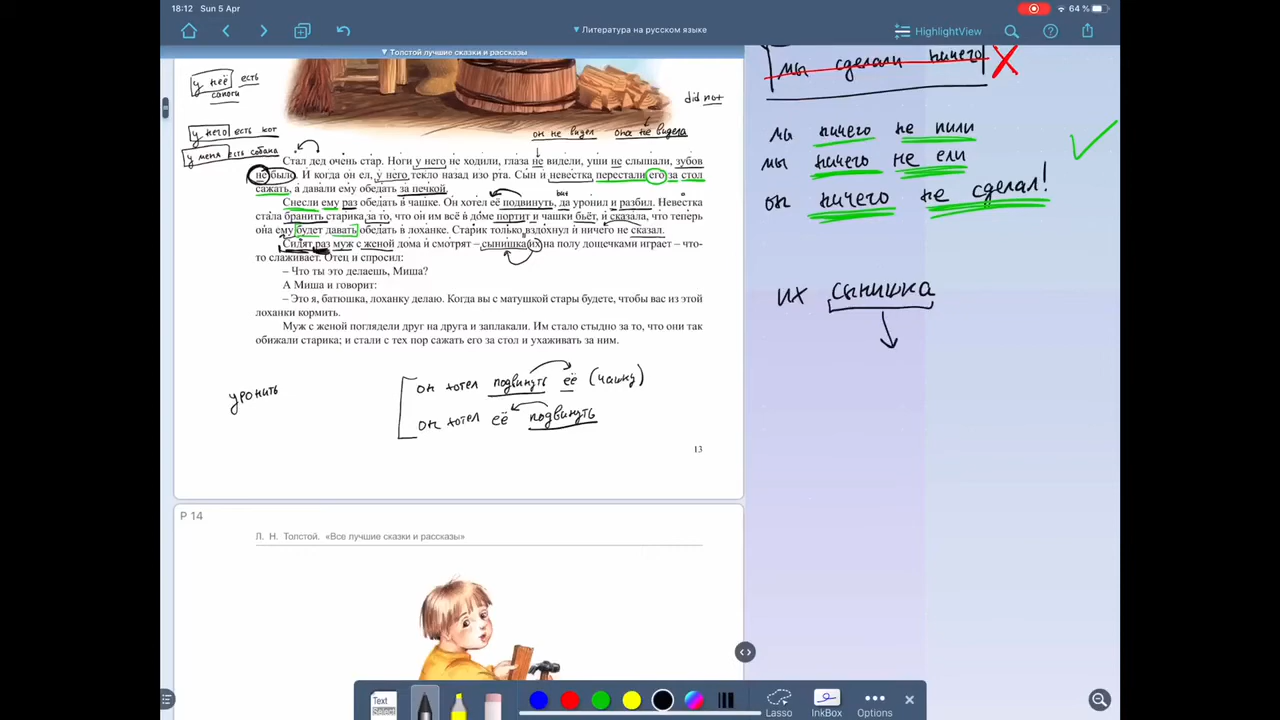 18:12 Sun 5 Apr
64 %
Литература на русском языке
HighlightView
Толстой лучшие сказки и рассказы
у неё есть
сапоги
did not
у него есть кот
он не видел она не видела
у меня есть собака
Стал дед очень стар. Ноги у него не ходили, глаза не видели, уши не слышали, зубов
не было. И когда он ел, у него текло назад изо рта. Сын и невестка перестали его за стол
сажать, а давали ему обедать за печкой.
but
Снесли ему раз обедать в чашке. Он хотел её подвинуть, да уронил и разбил. Невестка
стала бранить старика за то, что он им всё в доме портит и чашки бьёт, и сказала, что теперь
она ему будет давать обедать в лоханке. Старик только вздохнул и ничего не сказал.
Сидят раз муж с женой дома и смотрят – сынишка их на полу дощечками играет – что-
то слаживает. Отец и спросил:
– Что ты это делаешь, Миша?
А Миша и говорит:
– Это я, батюшка, лоханку делаю. Когда вы с матушкой стары будете, чтобы вас из этой
лоханки кормить.
Муж с женой поглядели друг на друга и заплакали. Им стало стыдно за то, что они так
обижали старика; и стали с тех пор сажать его за стол и ухаживать за ним.
уронить
он хотел подвинуть её (чашку)
он хотел её подвинуть
13
P 14
Л. Н. Толстой. «Все лучшие сказки и рассказы»
мы сделали ничего
мы ничего не пили
мы ничего не ели
он ничего не сделал!
их сынишка
Text
Select
Lasso
InkBox
Options